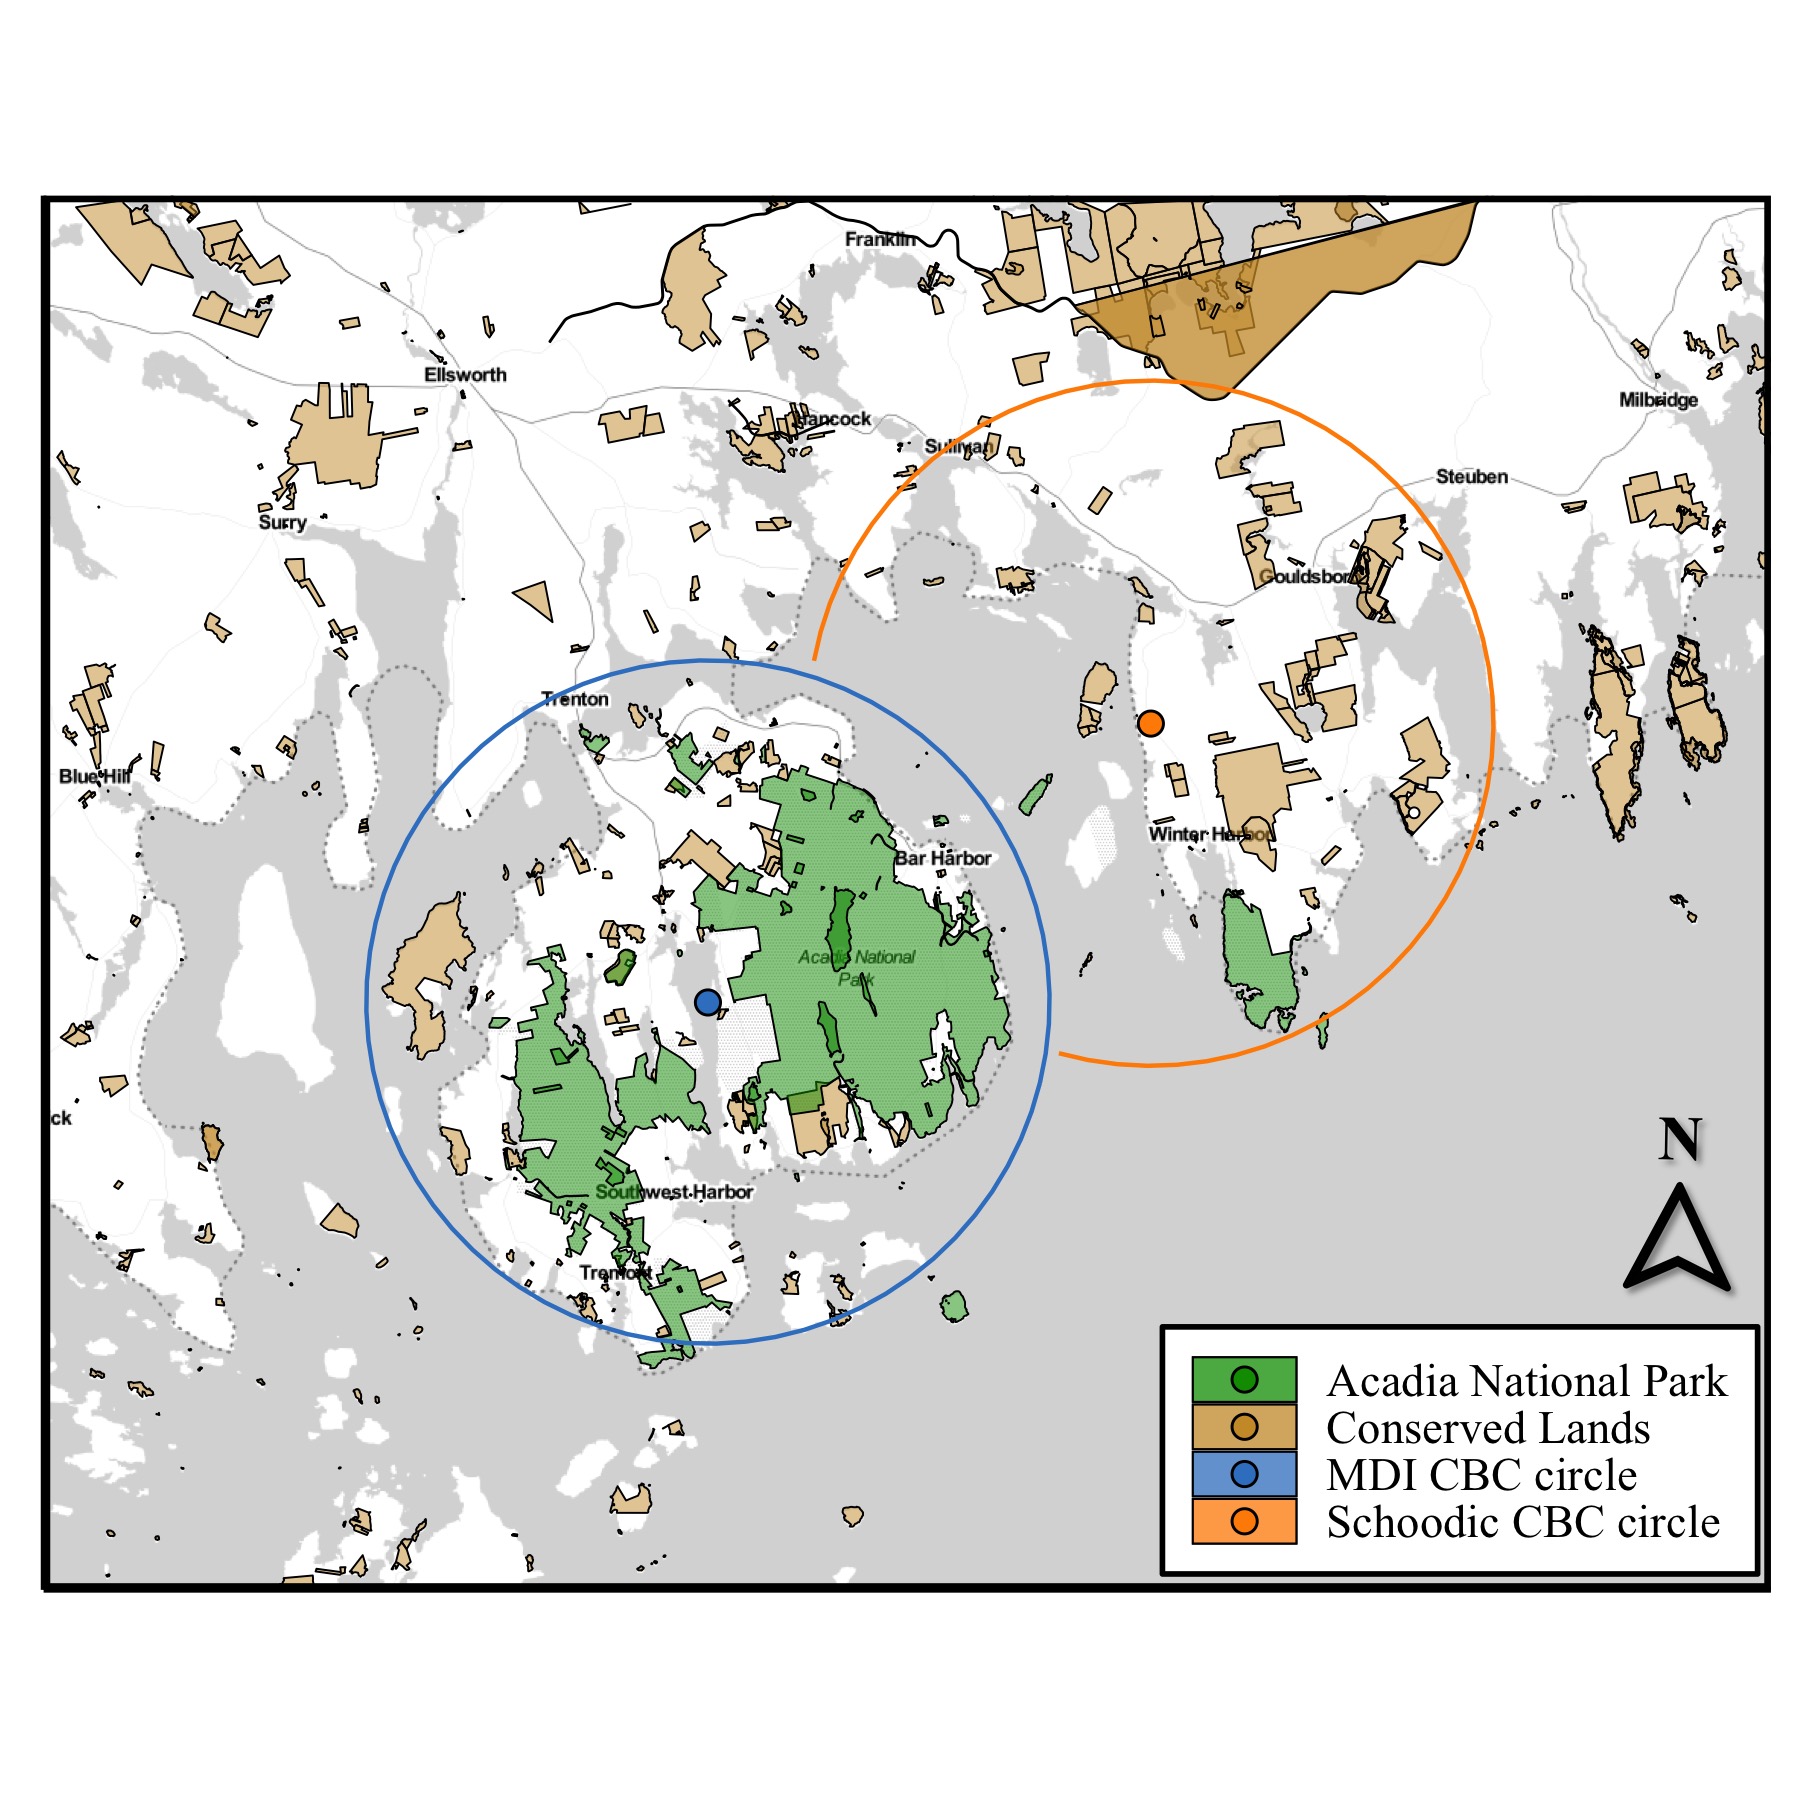 Franklin
Ellsworth
Milbridge
Hancock
Sullivan
Steuben
Surry
Gouldsboro
Trenton
Blue Hill
Winter Harbor
Bar Harbor
Acadia National
Park
ck
Southwest Harbor
Tremont
N
Acadia National Park
Conserved Lands
MDI CBC circle
Schoodic CBC circle